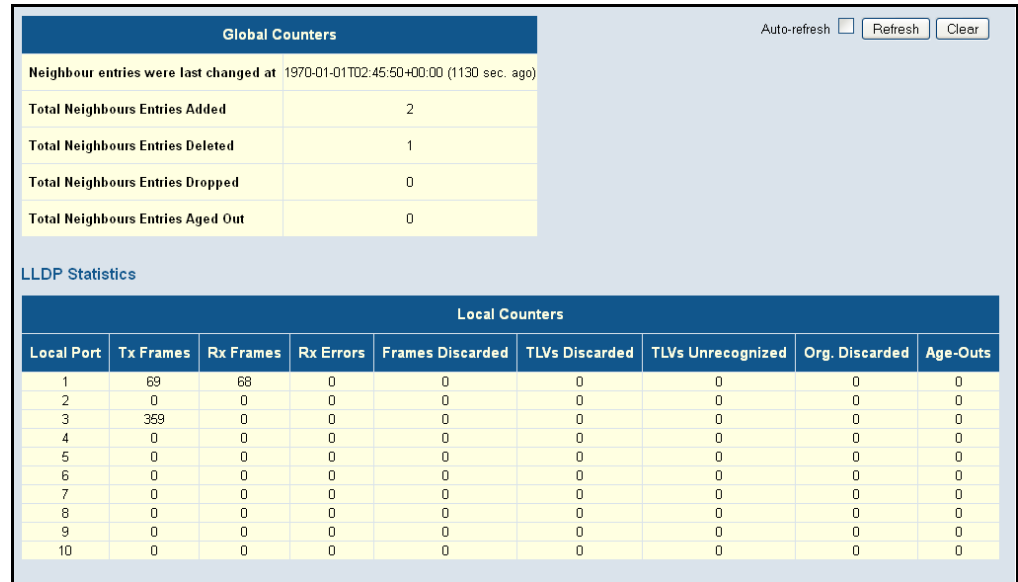 Global Counters
Auto-refresh Refresh Clear
Neighbour entries were last changed at 1970-01-01T02:45:50+00:00 (1130 sec. ago)
Total Neighbours Entries Added 2
Total Neighbours Entries Deleted 1
Total Neighbours Entries Dropped 0
Total Neighbours Entries Aged Out 0
LLDP Statistics
Local Counters
Local Port Tx Frames Rx Frames Rx Errors Frames Discarded TLVs Discarded TLVs Unrecognized Org. Discarded Age-Outs
1 69 68 0 0 0 0 0 0
2 0 0 0 0 0 0 0 0
3 359 0 0 0 0 0 0 0
4 0 0 0 0 0 0 0 0
5 0 0 0 0 0 0 0 0
6 0 0 0 0 0 0 0 0
7 0 0 0 0 0 0 0 0
8 0 0 0 0 0 0 0 0
9 0 0 0 0 0 0 0 0
10 0 0 0 0 0 0 0 0